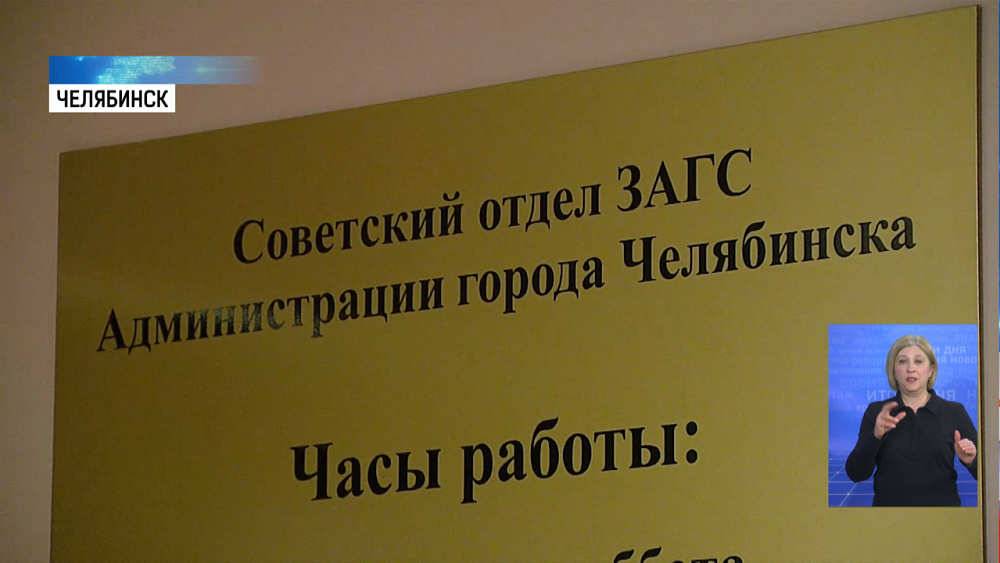 ЧЕЛЯБИНСК
Советский отдел ЗАГС
Администрации города Челябинска
Часы работы: